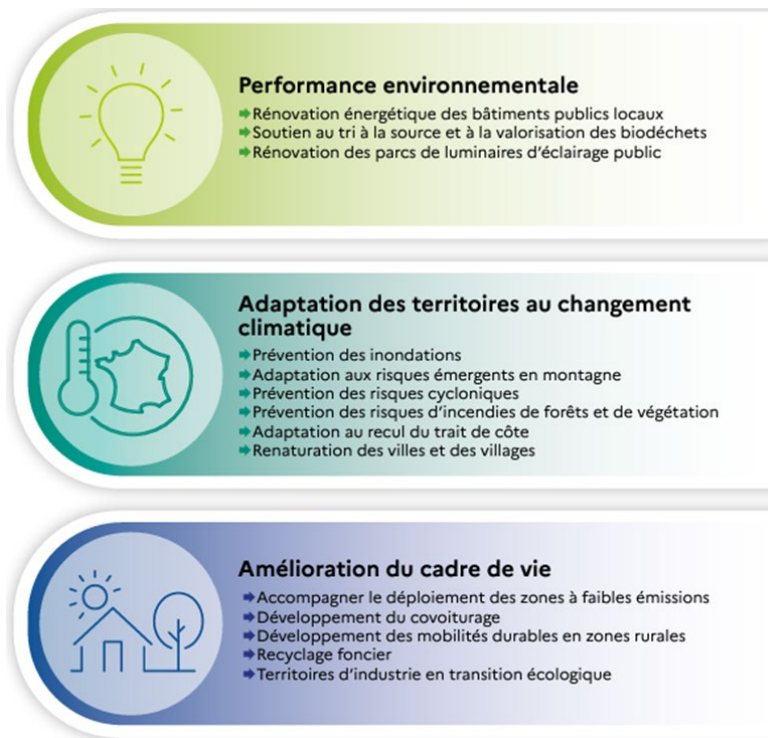 Performance environnementale
Rénovation énergétique des bâtiments publics locaux
Soutien au tri à la source et à la valorisation des biodéchets
Rénovation des parcs de luminaires d'éclairage public
Adaptation des territoires au changement
climatique
Prévention des inondations
Adaptation aux risques émergents en montagne
Prévention des risques cycloniques
Prévention des risques d'incendies de forêts et de végétation
Adaptation au recul du trait de côte
Renaturation des villes et des villages
Amélioration du cadre de vie
Accompagner le déploiement des zones à faibles émissions
Développement du covoiturage
Développement des mobilités durables en zones rurales
Recyclage foncier
Territoires d'industrie en transition écologique